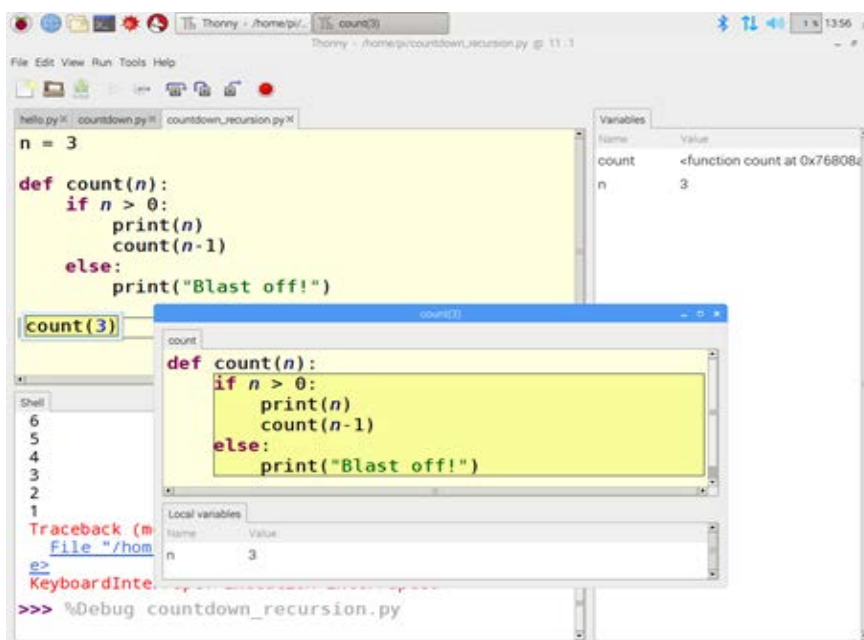 Thonny - /home/pi/...
count(3)
1 %
13:56
Thonny - /home/pi/countdown_recursion.py @ 11 : 1
File Edit View Run Tools Help
hello.py × countdown.py × countdown_recursion.py ×
n = 3
def count(n):
if n > 0:
print(n)
count(n-1)
else:
print("Blast off!")
count(3)
Variables
Name Value
count <function count at 0x76808a
n 3
count(3)
count
def count(n):
if n > 0:
print(n)
count(n-1)
else:
print("Blast off!")
Local variables
Name Value
n 3
Shell
6
5
4
3
2
1
Traceback (m
File "/hom
e>
KeyboardInte
>>> %Debug countdown_recursion.py